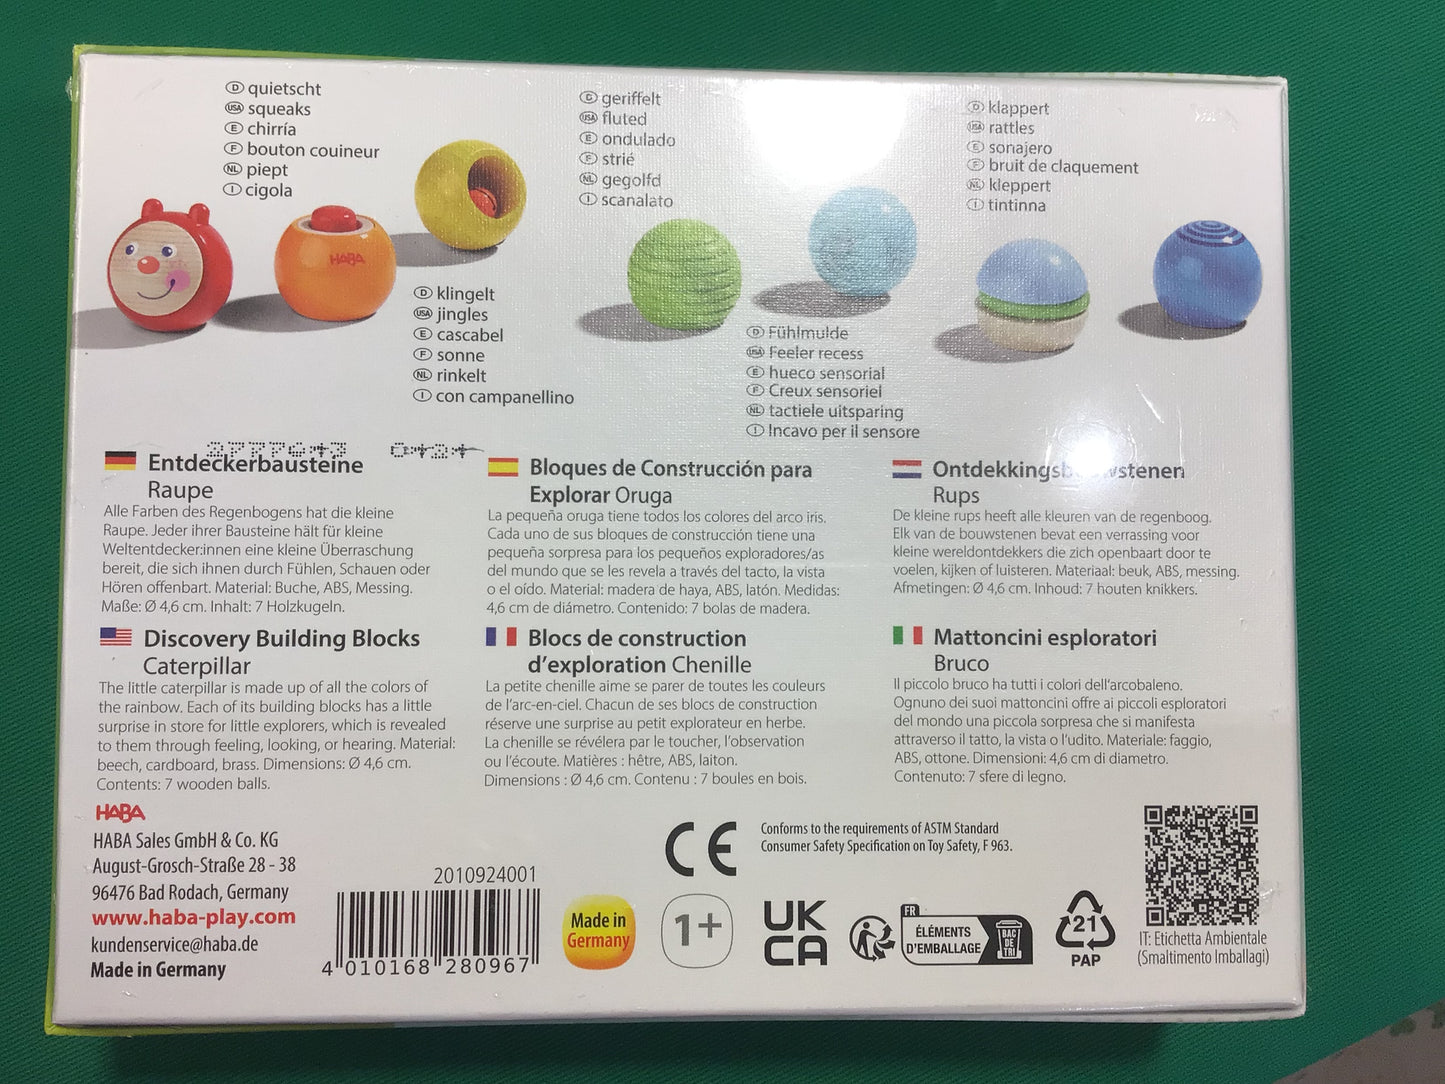 D quietscht
USA squeaks
E chirría
F bouton couineur
NL piept
I cigola
G geriffelt
USA fluted
E ondulado
F strié
NL gegolfd
I scanalato
D klappert
USA rattles
E sonajero
F bruit de claquement
NL kleppert
I tintinna
HABA
D klingelt
USA jingles
E cascabel
F sonne
NL rinkelt
I con campanellino
D Fühlmulde
USA Feeler recess
E hueco sensorial
F Creux sensoriel
NL tactiele uitsparing
I Incavo per il sensore
Entdeckerbausteine
Raupe
Alle Farben des Regenbogens hat die kleine
Raupe. Jeder ihrer Bausteine hält für kleine
Weltentdecker:innen eine kleine Überraschung
bereit, die sich ihnen durch Fühlen, Schauen oder
Hören offenbart. Material: Buche, ABS, Messing.
Maße: Ø 4,6 cm. Inhalt: 7 Holzkugeln.
Bloques de Construcción para
Explorar Oruga
La pequeña oruga tiene todos los colores del arco iris.
Cada uno de sus bloques de construcción tiene una
pequeña sorpresa para los pequeños exploradores/as
del mundo que se les revela a través del tacto, la vista
o el oído. Material: madera de haya, ABS, latón. Medidas:
4,6 cm de diámetro. Contenido: 7 bolas de madera.
Rups
De kleine rups heeft alle kleuren van de regenboog.
Elk van de bouwstenen bevat een verrassing voor
kleine wereldontdekkers die zich openbaart door te
voelen, kijken of luisteren. Materiaal: beuk, ABS, messing.
Afmetingen: Ø 4,6 cm. Inhoud: 7 houten knikkers.
Discovery Building Blocks
Caterpillar
The little caterpillar is made up of all the colors of
the rainbow. Each of its building blocks has a little
surprise in store for little explorers, which is revealed
to them through feeling, looking, or hearing. Material:
beech, cardboard, brass. Dimensions: Ø 4,6 cm.
Contents: 7 wooden balls.
Blocs de construction
d'exploration Chenille
La petite chenille aime se parer de toutes les couleurs
de l'arc-en-ciel. Chacun de ses blocs de construction
réserve une surprise au petit explorateur en herbe.
La chenille se révélera par le toucher, l'observation
ou l'écoute. Matières : hêtre, ABS, laiton.
Dimensions : Ø 4,6 cm. Contenu : 7 boules en bois.
Mattoncini esploratori
Bruco
Il piccolo bruco ha tutti i colori dell'arcobaleno.
Ognuno dei suoi mattoncini offre ai piccoli esploratori
del mondo una piccola sorpresa che si manifesta
attraverso il tatto, la vista o l'udito. Materiale: faggio,
ABS, ottone. Dimensioni: 4,6 cm di diametro.
Contenuto: 7 sfere di legno.
HABA
HABA Sales GmbH & Co. KG
August-Grosch-Straße 28 - 38
96476 Bad Rodach, Germany
www.haba-play.com
kundenservice@haba.de
Made in Germany
2010924001
4 010168 280967
Made in
Germany
CE
Conforms to the requirements of ASTM Standard
Consumer Safety Specification on Toy Safety, F 963.
1+
UK
CA
FR
ÉLÉMENTS
D'EMBALLAGE
BAC
DE
TRI
21
PAP
IT: Etichetta Ambientale
(Smaltimento Imballagi)